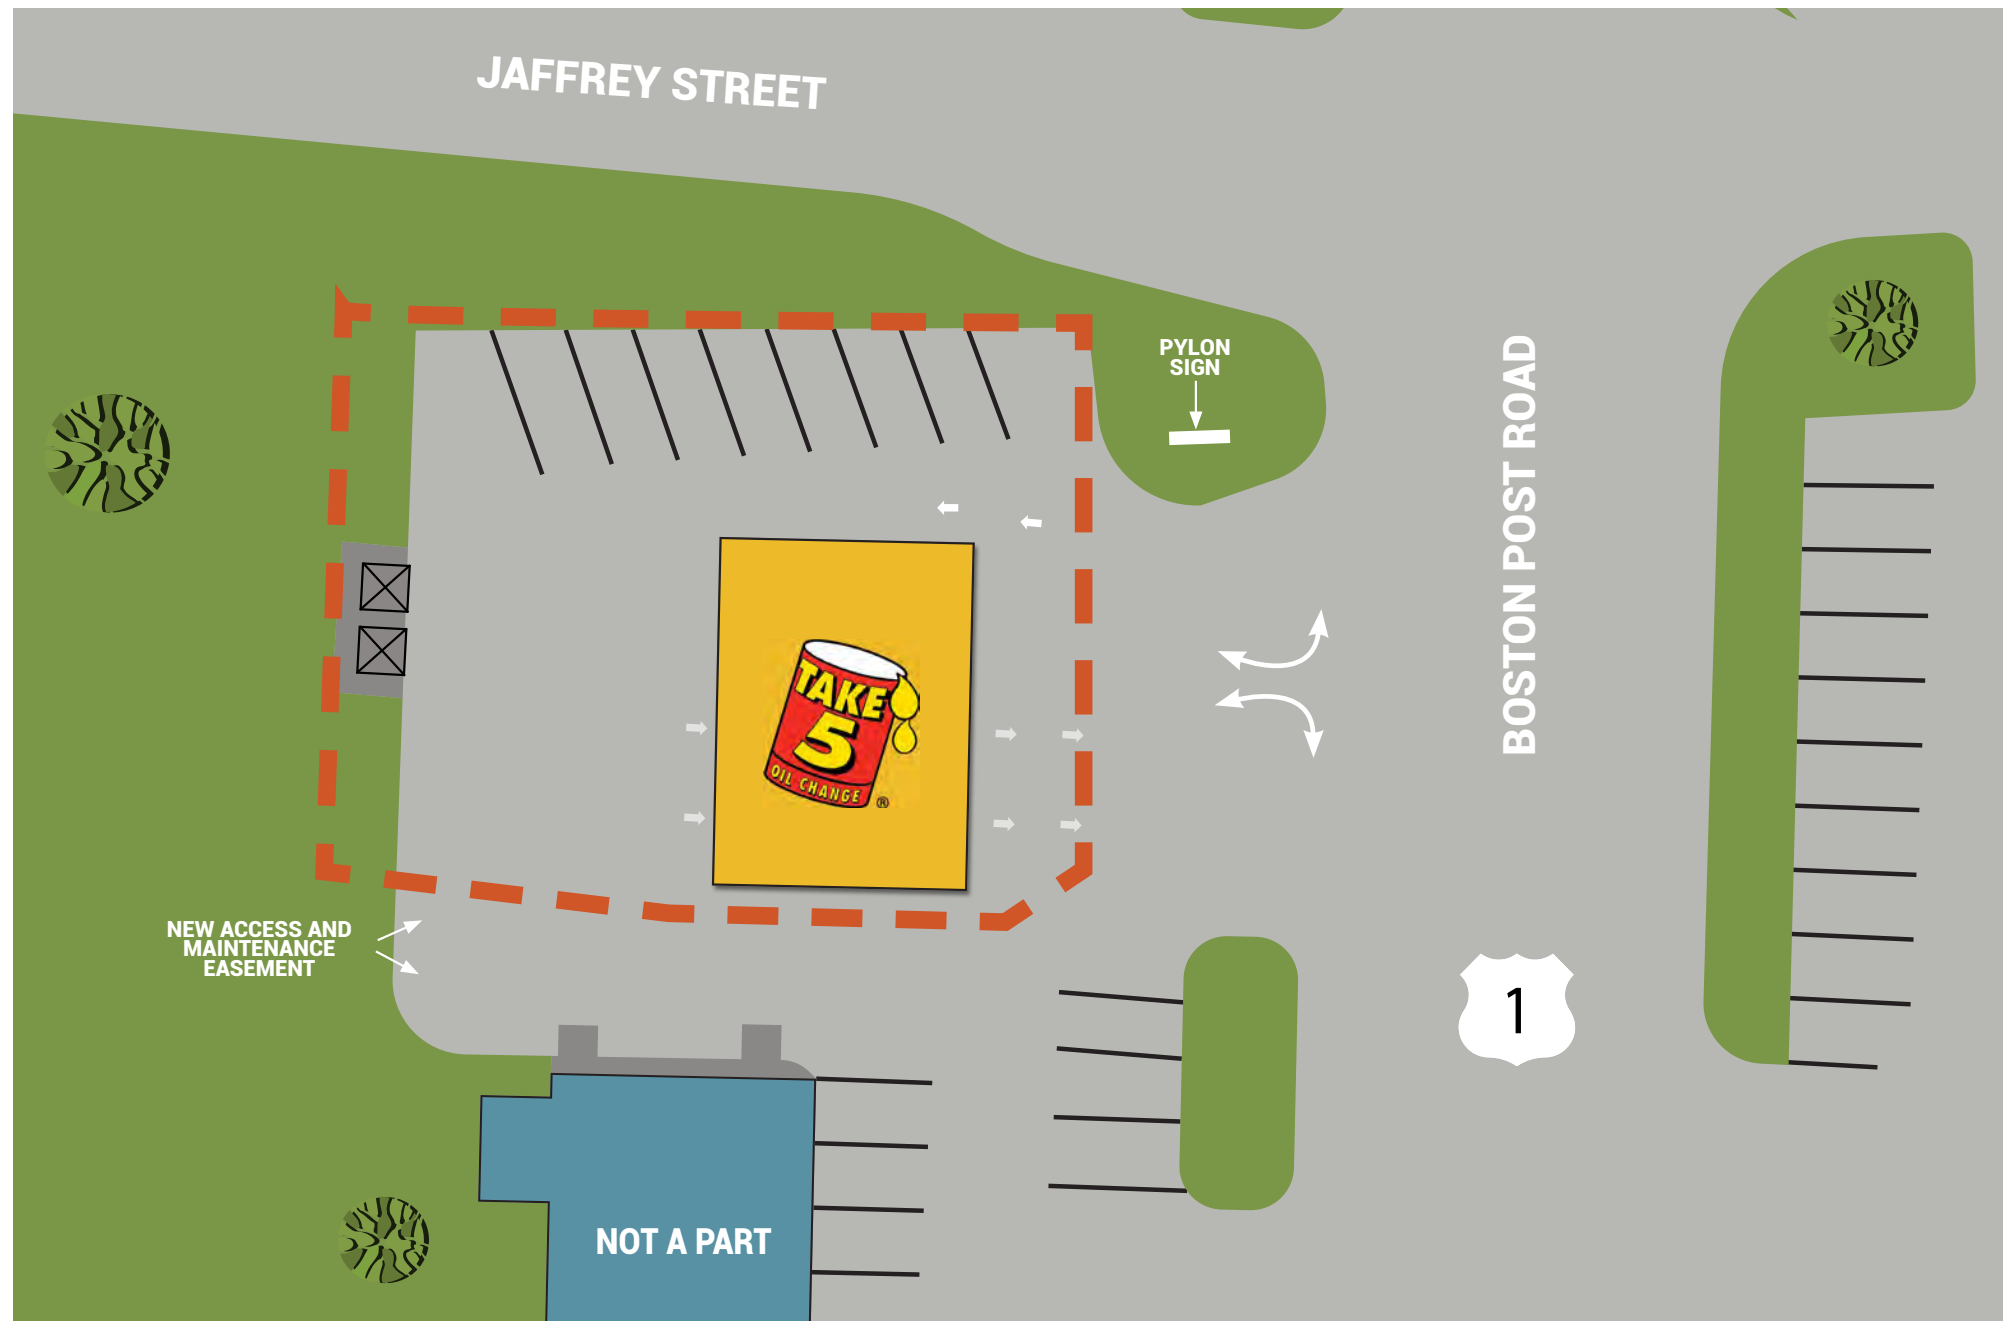 JAFFREY STREET
PYLON
SIGN
BOSTON POST ROAD
TAKE
5
OIL CHANGE
®
NEW ACCESS AND
MAINTENANCE
EASEMENT
1
NOT A PART